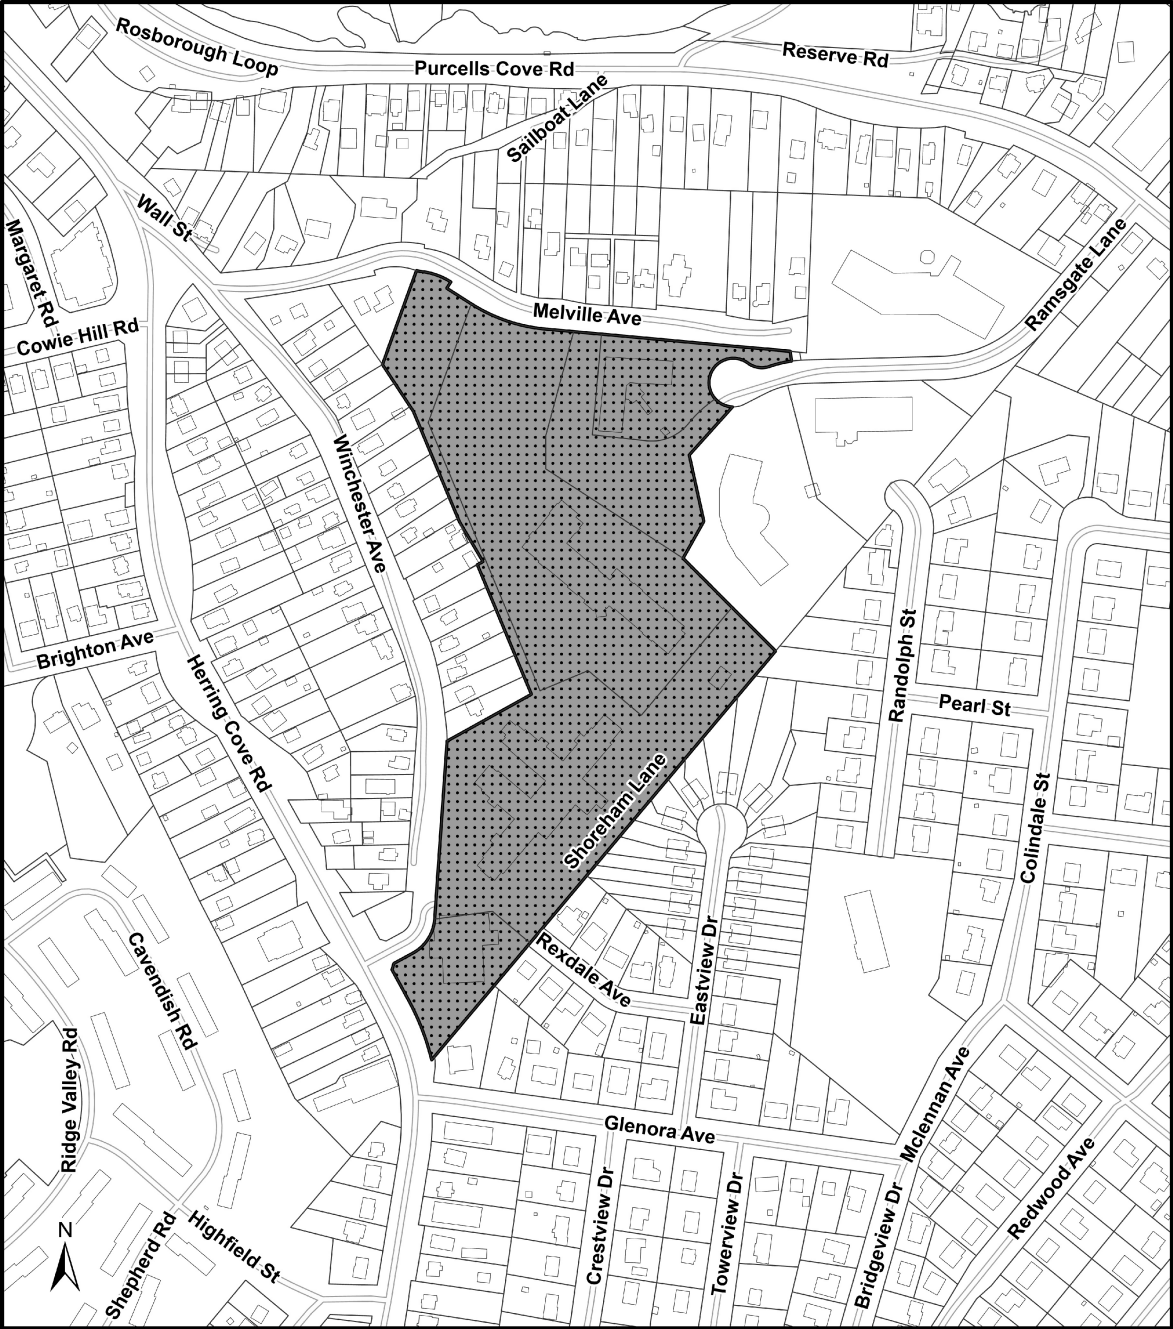 Rosborough Loop
Purcells Cove Rd
Reserve Rd
Sailboat Lane
Wall St
Margaret Rd
Ramsgate Lane
Melville Ave
Cowie Hill Rd
Winchester Ave
Brighton Ave
Herring Cove Rd
Randolph St
Pearl St
Shoreham Lane
Colindale St
Rexdale Ave
Eastview Dr
Cavendish Rd
Ridge Valley Rd
Glenora Ave
Mclennan Ave
Redwood Ave
Crestview Dr
Towerview Dr
Bridgeview Dr
Highfield St
Shepherd Rd
N